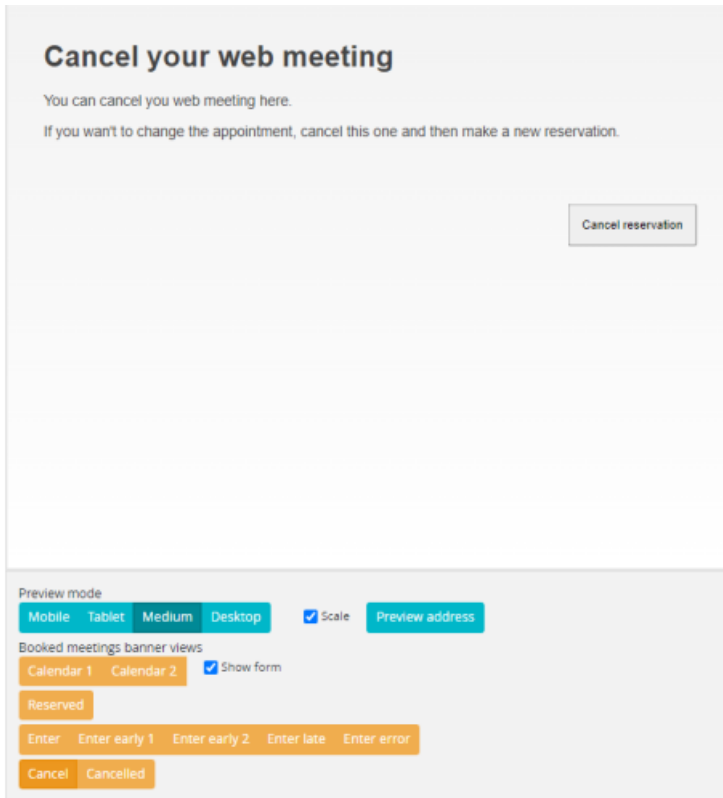 Cancel your web meeting
You can cancel you web meeting here.
If you wan't to change the appointment, cancel this one and then make a new reservation.
Cancel reservation
Preview mode
Mobile Tablet Medium Desktop Scale Preview address
Booked meetings banner views
Calendar 1 Calendar 2 Show form
Reserved
Enter Enter early 1 Enter early 2 Enter late Enter error
Cancel Cancelled